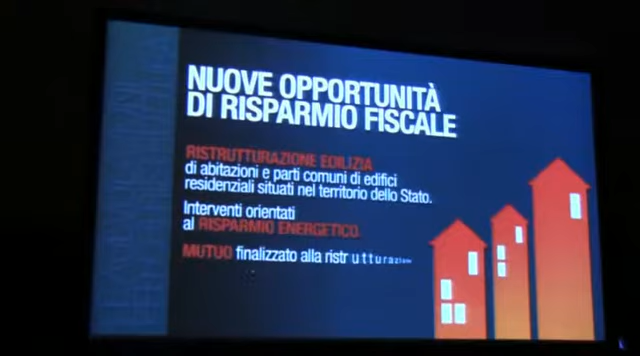 NUOVE OPPORTUNITÀ
DI RISPARMIO FISCALE
RISTRUTTURAZIONE EDILIZIA
di abitazioni e parti comuni di edifici
residenziali situati nel territorio dello Stato.
Interventi orientati
al RISPARMIO ENERGETICO
MUTUO finalizzato alla ristrutturazione